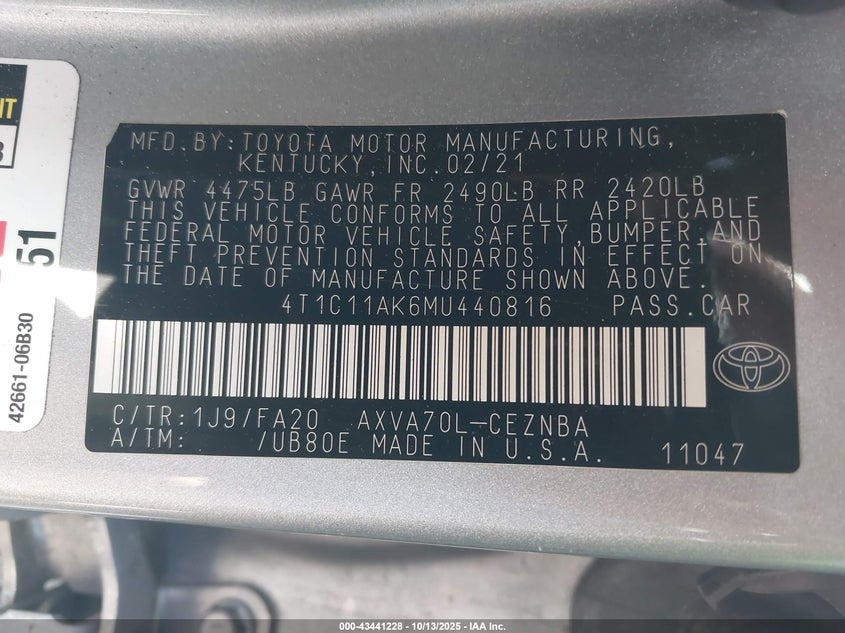 MFD. BY: TOYOTA MOTOR MANUFACTURING,
KENTUCKY, INC. 02/21
GVWR 4475LB GAWR FR 2490LB RR 2420LB
THIS VEHICLE CONFORMS TO ALL APPLICABLE
FEDERAL MOTOR VEHICLE SAFETY, BUMPER, AND
THEFT PREVENTION STANDARDS IN EFFECT ON
THE DATE OF MANUFACTURE SHOWN ABOVE.
4T1C11AK6MU440816 PASS. CAR
C/TR: 1J9/FA20 AXVA70L-CEZNBA
A/TM: /UB80E MADE IN U.S.A. 11047
51
42661-06B30
000-43441228 - 10/13/2025 - IAA Inc.